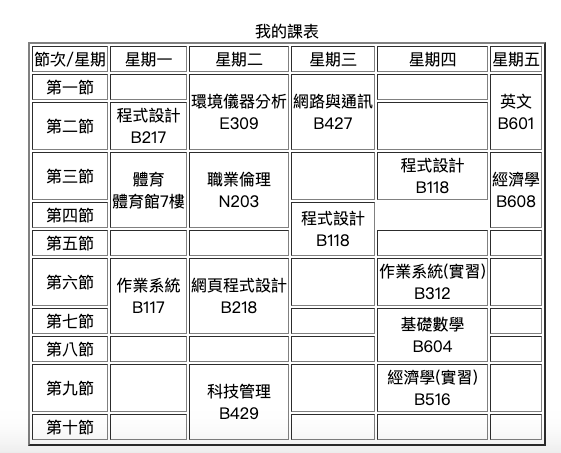 我的課表
節次/星期 星期一 星期二 星期三 星期四 星期五
第一節
環境儀器分析
E309
網路與通訊
B427
英文
B601
第二節
程式設計
B217
第三節
體育
體育館7樓
職業倫理
N203
程式設計
B118
經濟學
B608
第四節
程式設計
B118
第五節
第六節
作業系統
B117
網頁程式設計
B218
作業系統(實習)
B312
第七節
基礎數學
B604
第八節
第九節
科技管理
B429
經濟學(實習)
B516
第十節